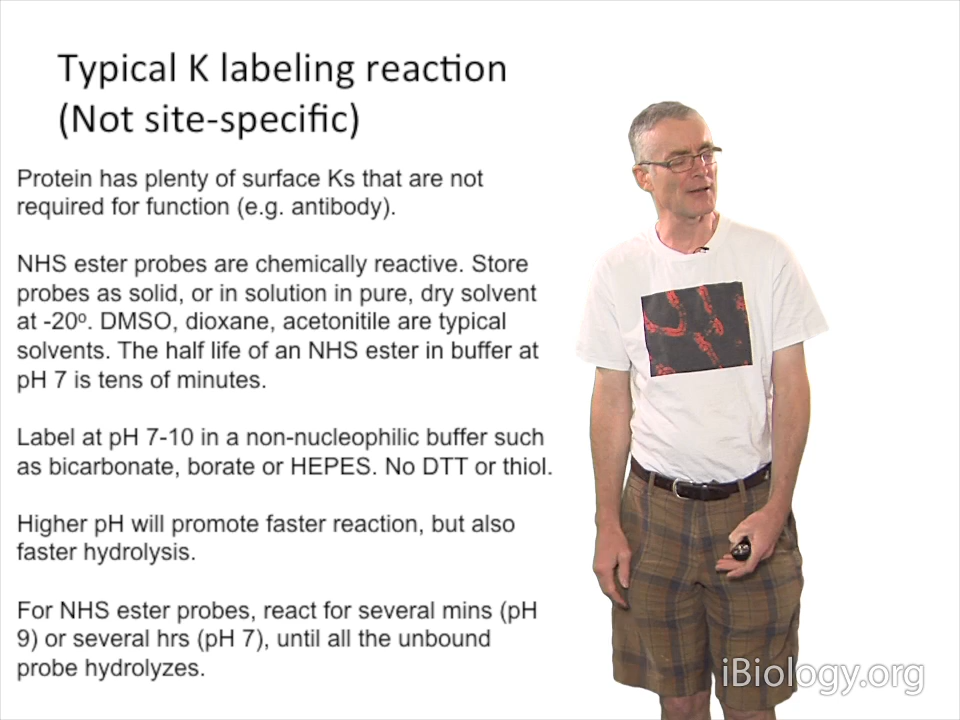 Typical K labeling reaction
(Not site-specific)
Protein has plenty of surface Ks that are not
required for function (e.g. antibody).
NHS ester probes are chemically reactive. Store
probes as solid, or in solution in pure, dry solvent
at -20º. DMSO, dioxane, acetonitile are typical
solvents. The half life of an NHS ester in buffer at
pH 7 is tens of minutes.
Label at pH 7-10 in a non-nucleophilic buffer such
as bicarbonate, borate or HEPES. No DTT or thiol.
Higher pH will promote faster reaction, but also
faster hydrolysis.
For NHS ester probes, react for several mins (pH
9) or several hrs (pH 7), until all the unbound
probe hydrolyzes.
iBiology.org